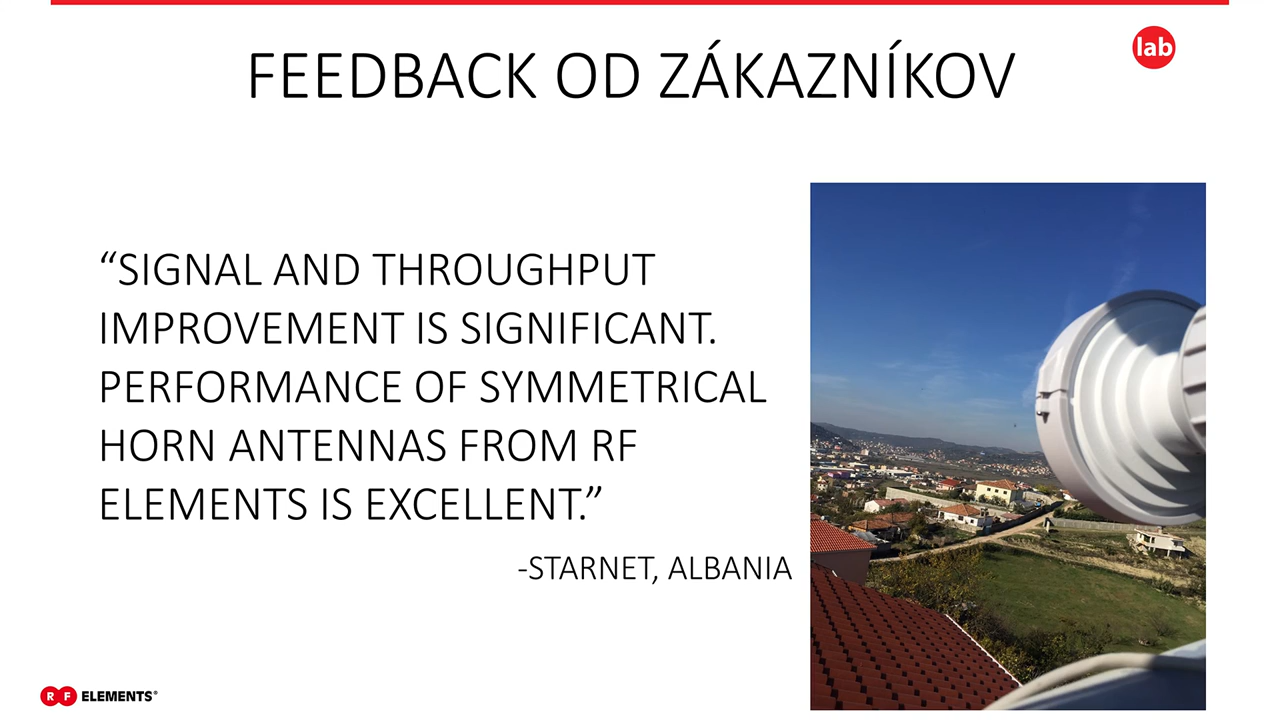 lab
FEEDBACK OD ZÁKAZNÍKOV
“SIGNAL AND THROUGHPUT
IMPROVEMENT IS SIGNIFICANT.
PERFORMANCE OF SYMMETRICAL
HORN ANTENNAS FROM RF
ELEMENTS IS EXCELLENT.”
-STARNET, ALBANIA
RF ELEMENTS®